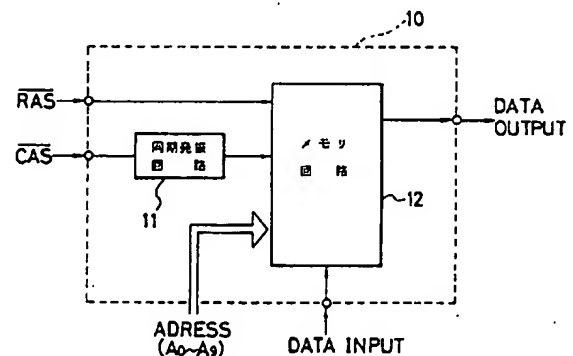 10
RAS
DATA
OUTPUT
CAS
同期発振
回路
11
メモリ
回路
12
ADRESS
(A0~A9)
DATA INPUT